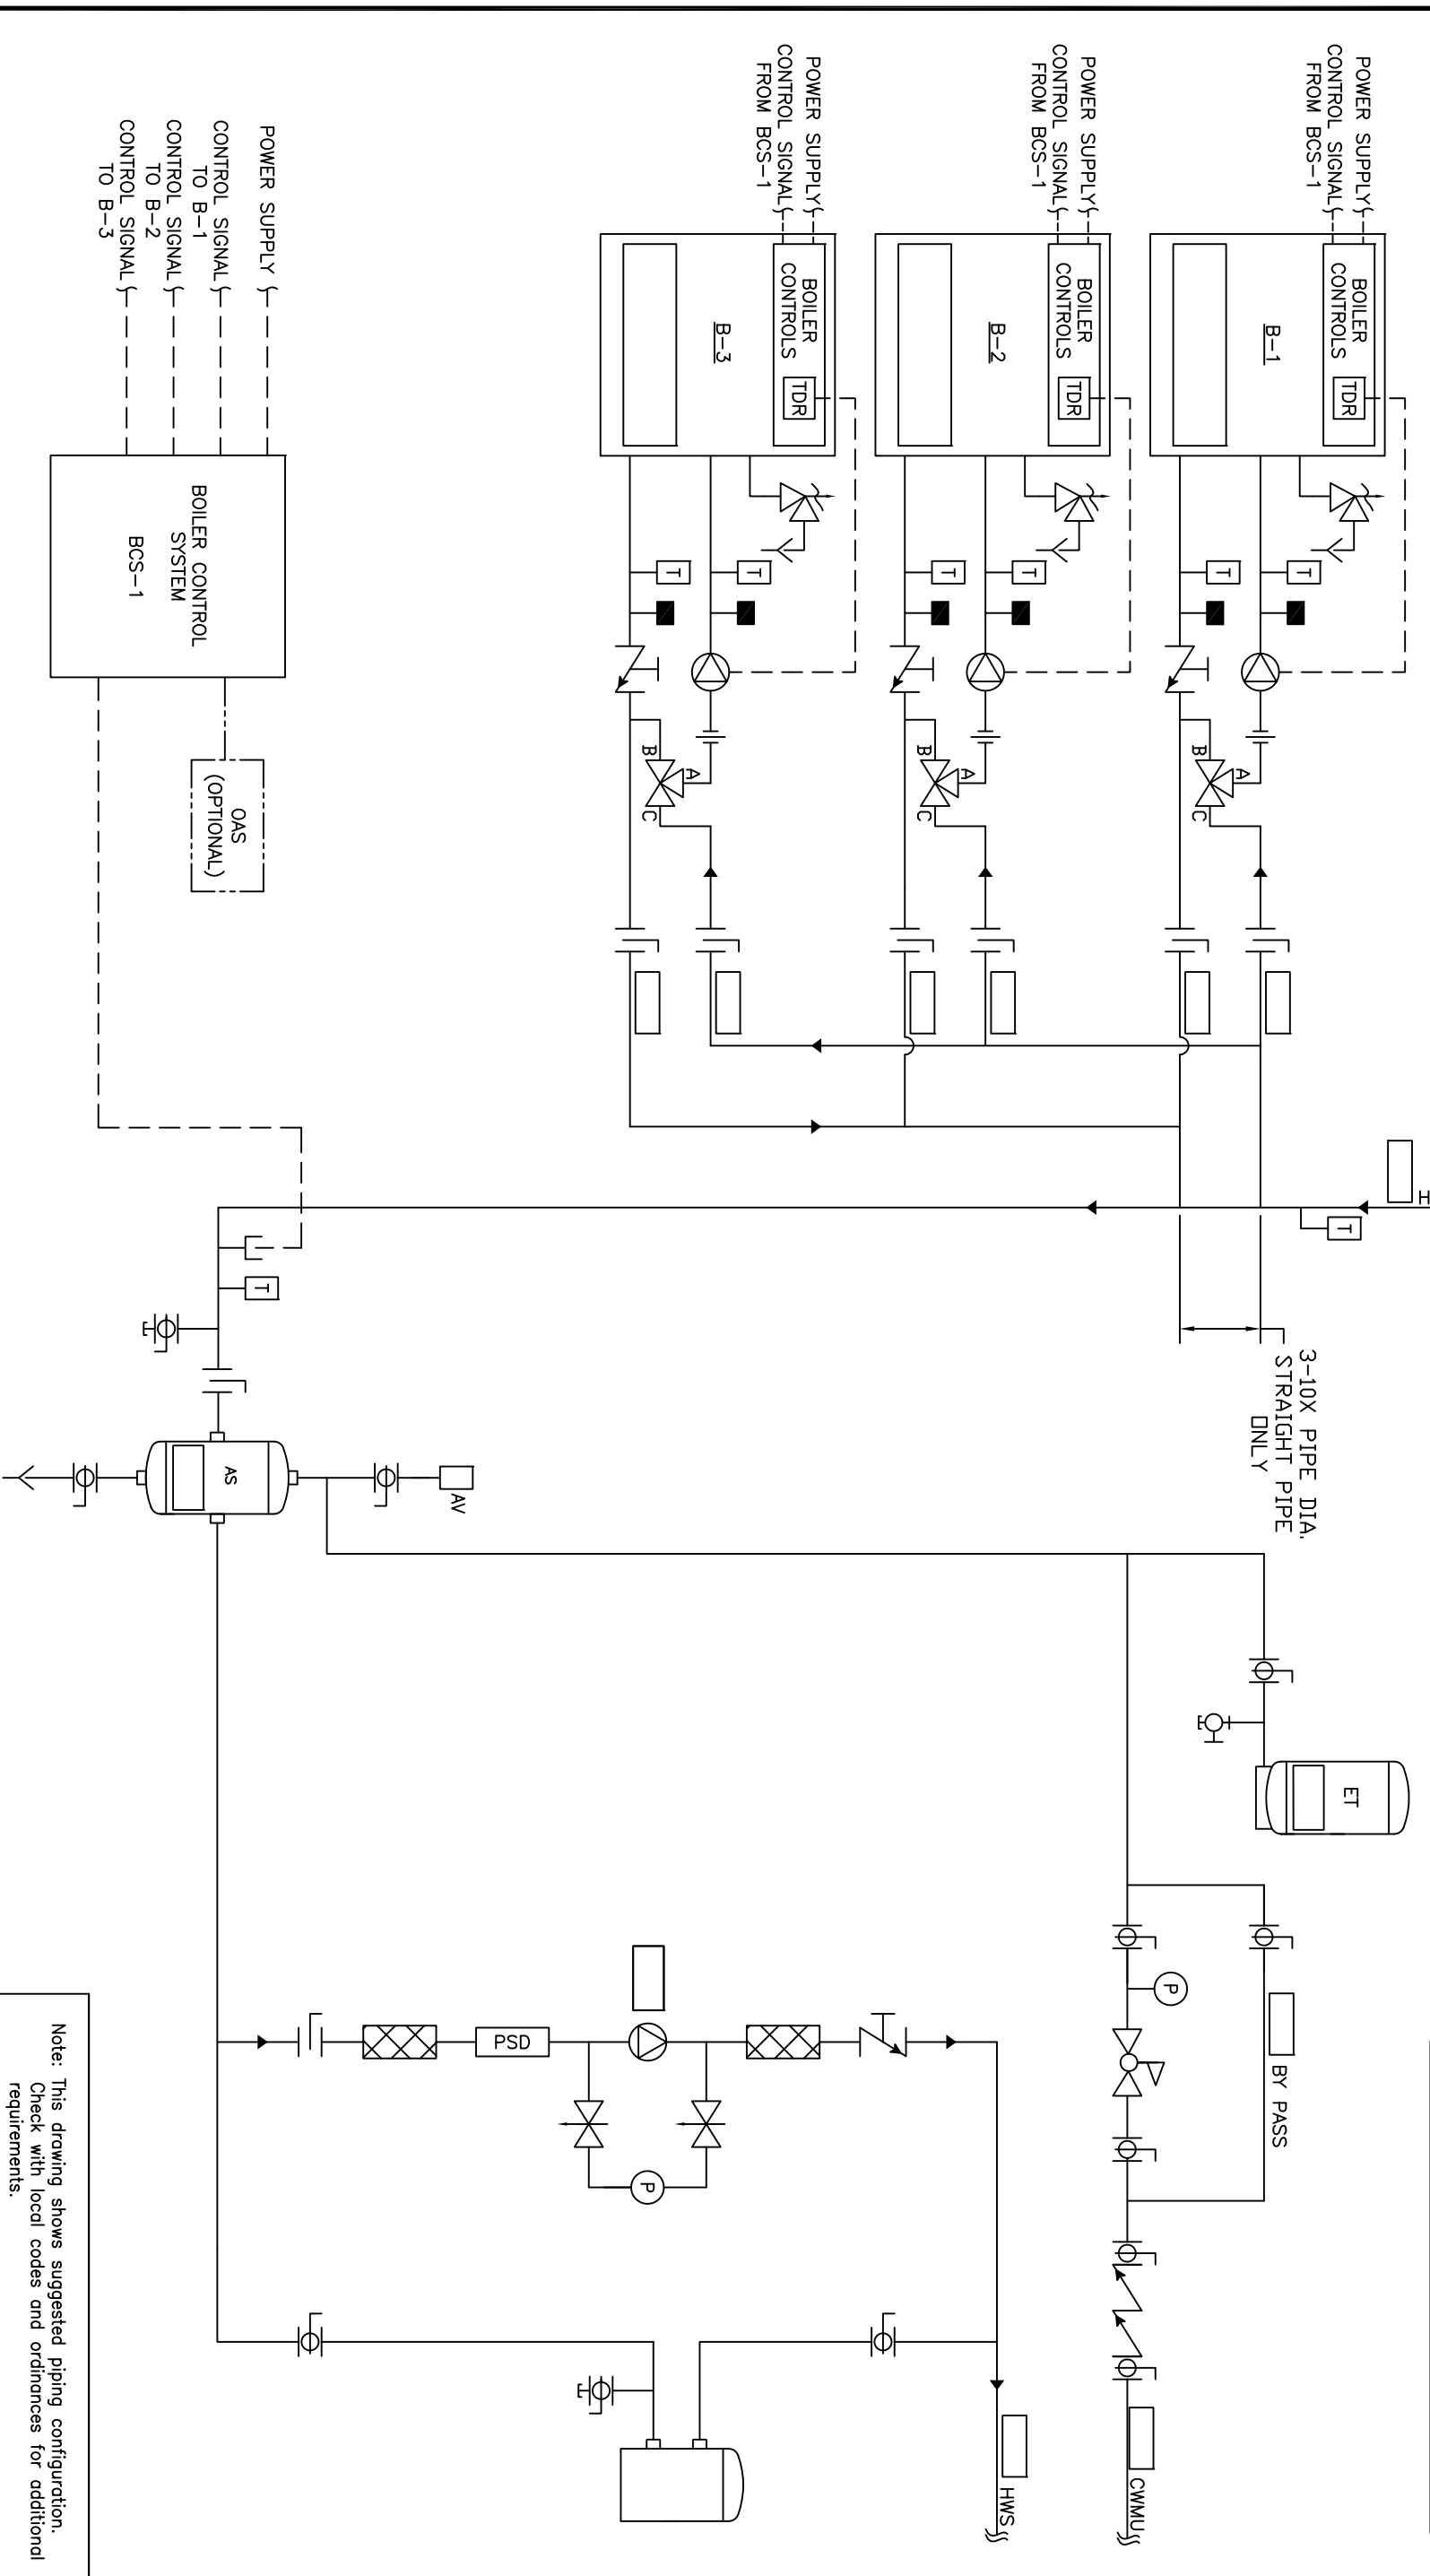 POWER SUPPLY
CONTROL SIGNAL
FROM BCS-1
BOILER
CONTROLS
TDR
B-1
T
T
A
B
C
POWER SUPPLY
CONTROL SIGNAL
FROM BCS-1
BOILER
CONTROLS
TDR
B-2
T
T
A
B
C
POWER SUPPLY
CONTROL SIGNAL
FROM BCS-1
BOILER
CONTROLS
TDR
B-3
T
T
A
B
C
POWER SUPPLY
CONTROL SIGNAL
TO B-1
CONTROL SIGNAL
TO B-2
CONTROL SIGNAL
TO B-3
BOILER CONTROL
SYSTEM
BCS-1
OAS
(OPTIONAL)
T
T
3-10X PIPE DIA.
STRAIGHT PIPE
ONLY
AS
AV
ET
P
BY PASS
PSD
P
HWS
CWMU
Note: This drawing shows suggested piping configuration.
Check with local codes and ordinances for additional
requirements.